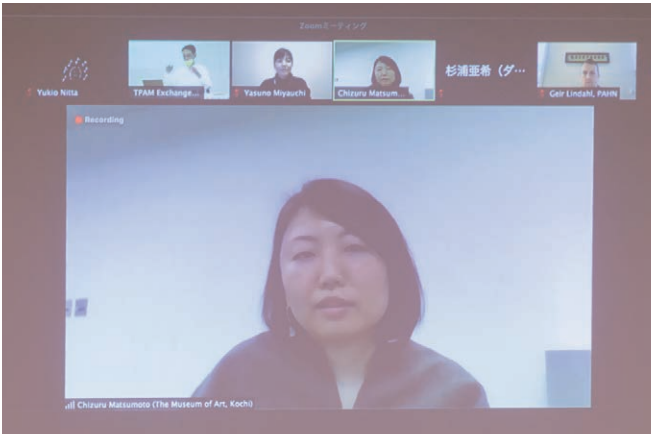 Zoomミーティング
Yukio Nitta
TPAM Exchange...
Yasuno Miyauchi
Chizuru Matsum...
杉浦亜希（ダ…
Geir Lindahl, PAHN
Recording
Chizuru Matsumoto (The Museum of Art, Kochi)